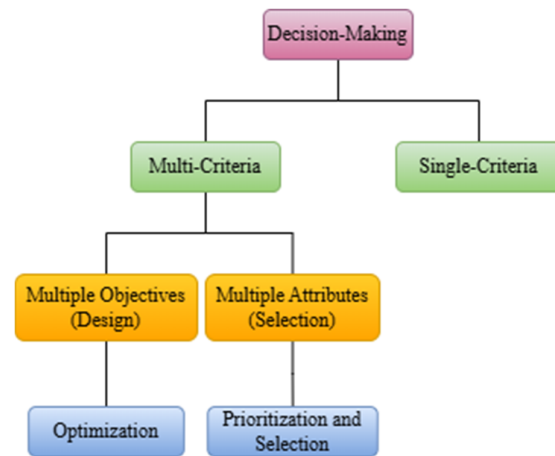 Decision-Making
Multi-Criteria
Single-Criteria
Multiple Objectives
(Design)
Multiple Attributes
(Selection)
Optimization
Prioritization and
Selection